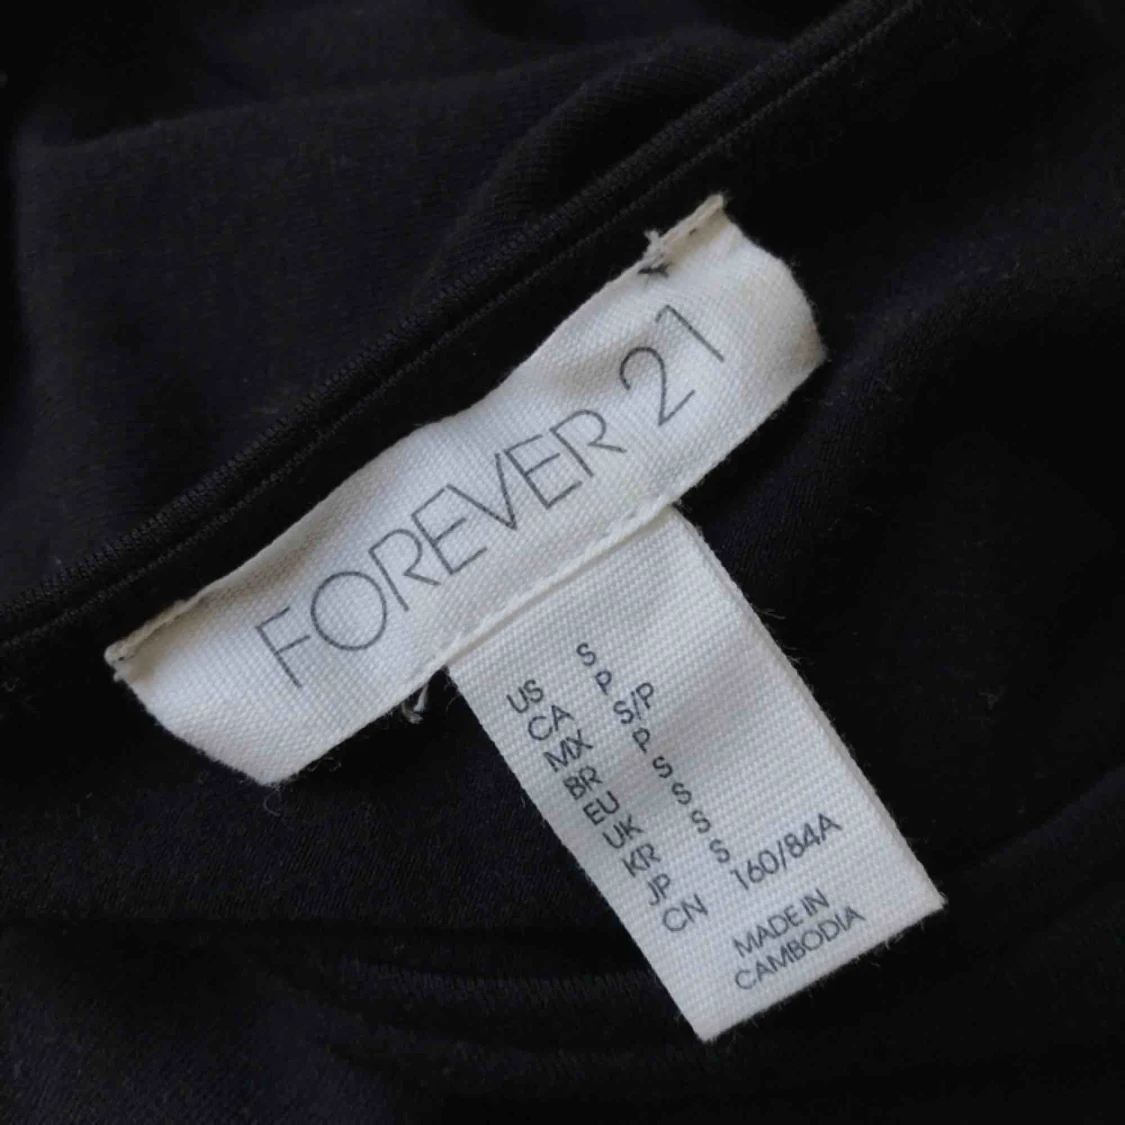 FOREVER 21
US S
CA P
MX S/P
BR P
EU S
UK S
KR S
JP S
CN 160/84A
MADE IN
CAMBODIA